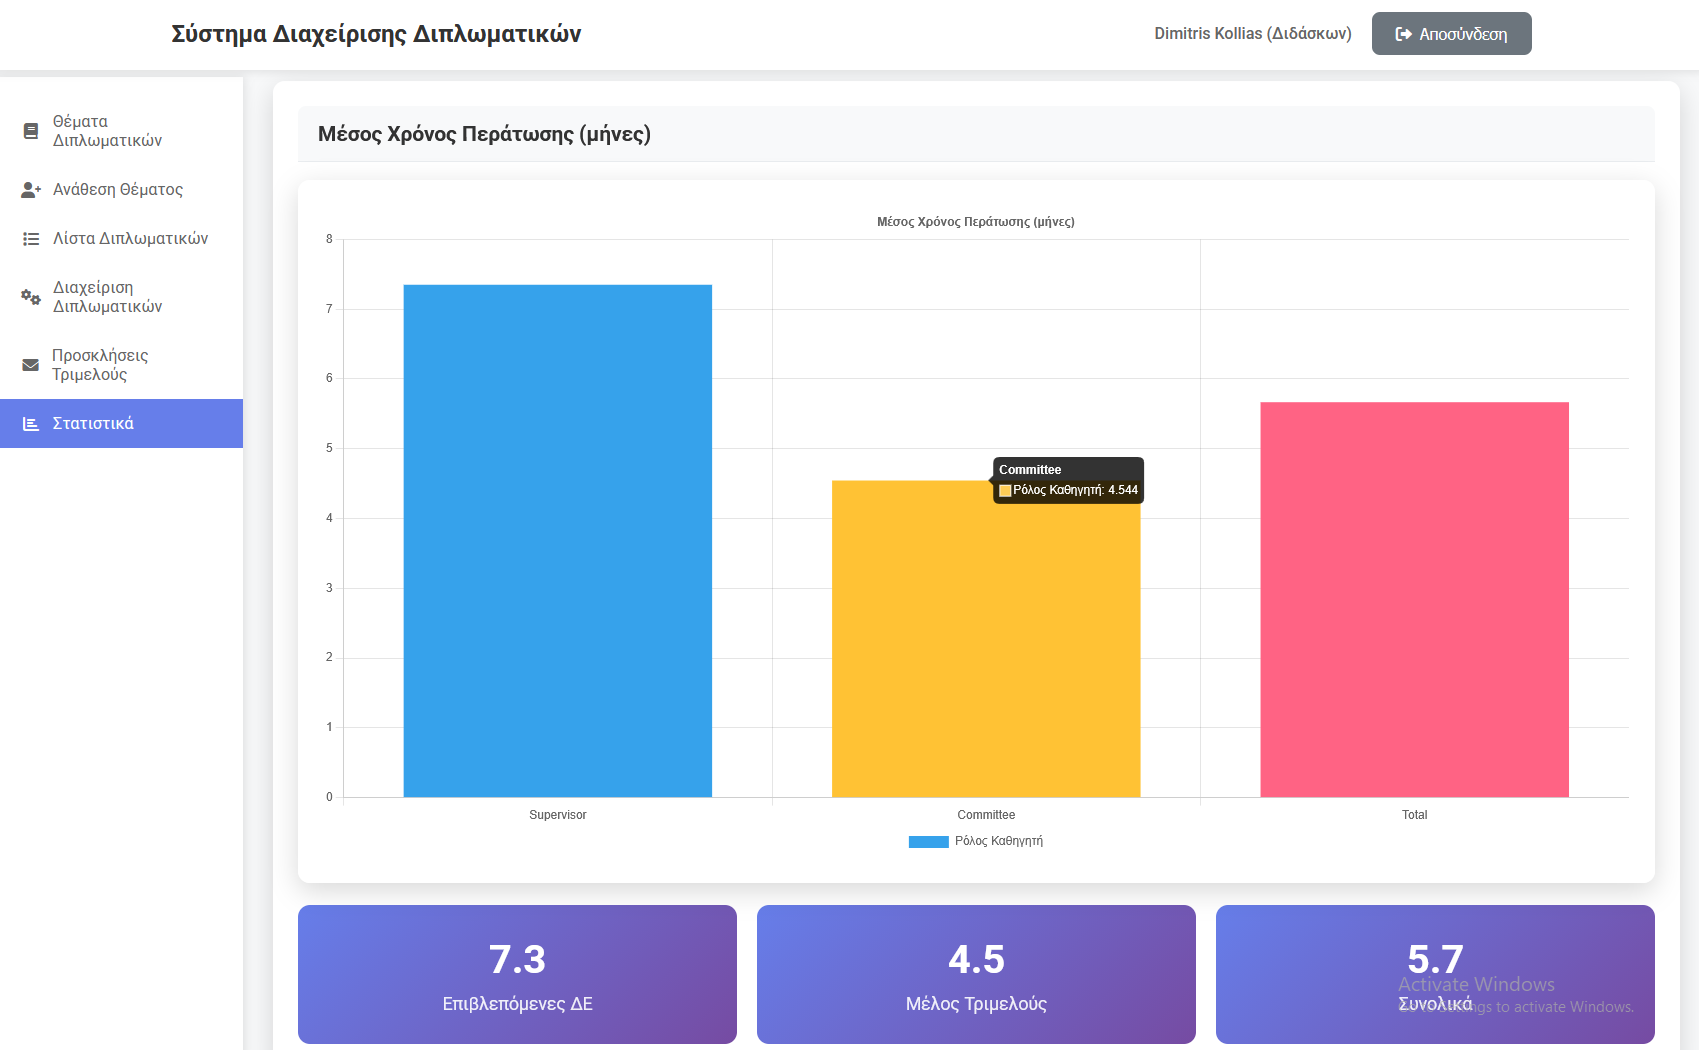 Σύστημα Διαχείρισης Διπλωματικών
Dimitris Kollias (Διδάσκων)
Αποσύνδεση
Θέματα
Διπλωματικών
Ανάθεση Θέματος
Λίστα Διπλωματικών
Διαχείριση
Διπλωματικών
Προσκλήσεις
Τριμελούς
Στατιστικά
Μέσος Χρόνος Περάτωσης (μήνες)
Μέσος Χρόνος Περάτωσης (μήνες)
8
7
6
5
4
3
2
1
0
Committee
Ρόλος Καθηγητή: 4.544
Supervisor
Committee
Total
Ρόλος Καθηγητή
7.3
Επιβλεπόμενες ΔΕ
4.5
Μέλος Τριμελούς
5.7
Συνολικά
Activate Windows
Go to Settings to activate Windows.